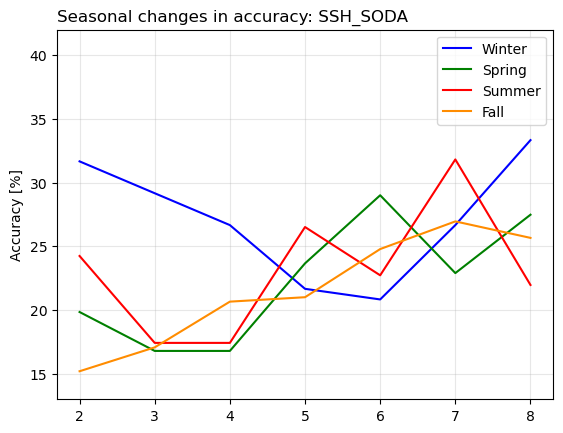 Seasonal changes in accuracy: SSH_SODA
Accuracy [%]
40
35
30
25
20
15
2 3 4 5 6 7 8
Winter
Spring
Summer
Fall